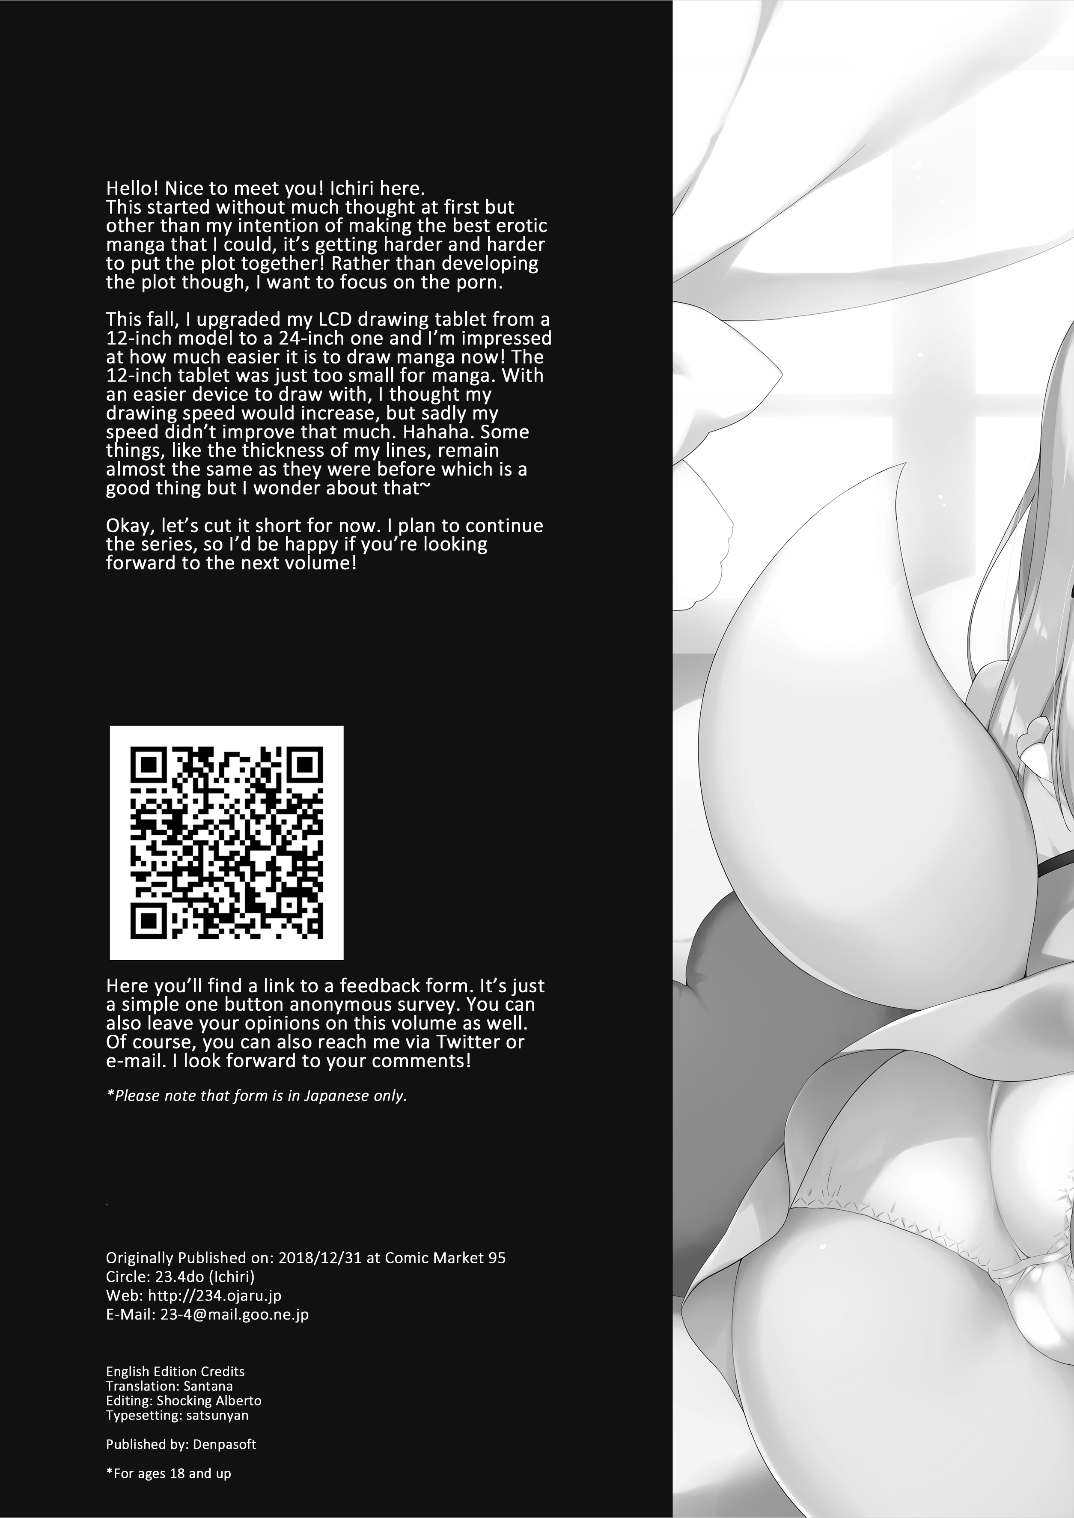 Hello! Nice to meet you! Ichiri here.
This started without much thought at first but
other than my intention of making the best erotic
manga that I could, it's getting harder and harder
to put the plot together! Rather than developing
the plot though, I want to focus on the porn.
This fall, I upgraded my LCD drawing tablet from a
12-inch model to a 24-inch one and I'm impressed
at how much easier it is to draw manga now! The
12-inch tablet was just too small for manga. With
an easier device to draw with, I thought my
drawing speed would increase, but sadly my
speed didn't improve that much. Hahaha. Some
things, like the thickness of my lines, remain
almost the same as they were before which is a
good thing but I wonder about that~
Okay, let's cut it short for now. I plan to continue
the series, so I'd be happy if you're looking
forward to the next volume!
Here you'll find a link to a feedback form. It's just
a simple one button anonymous survey. You can
also leave your opinions on this volume as well.
Of course, you can also reach me via Twitter or
e-mail. I look forward to your comments!
*Please note that form is in Japanese only.
Originally Published on: 2018/12/31 at Comic Market 95
Circle: 23.4do (Ichiri)
Web: http://234.ojaru.jp
E-Mail: 23-4@mail.goo.ne.jp
English Edition Credits
Translation: Santana
Editing: Shocking Alberto
Typesetting: satsunyan
Published by: Denpasoft
*For ages 18 and up